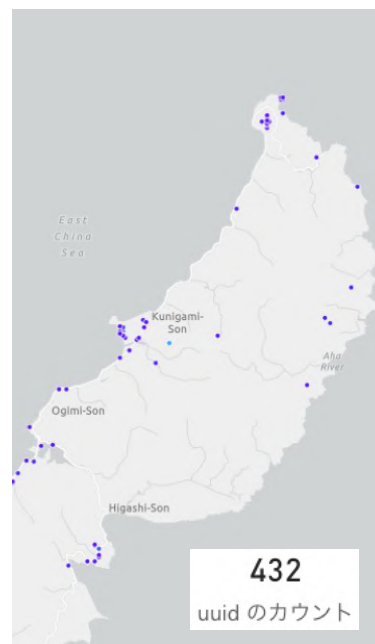 East
China
Sea
Kunigami-
Son
Aha
River
Ogimi-Son
Higashi-Son
432
uuid のカウント